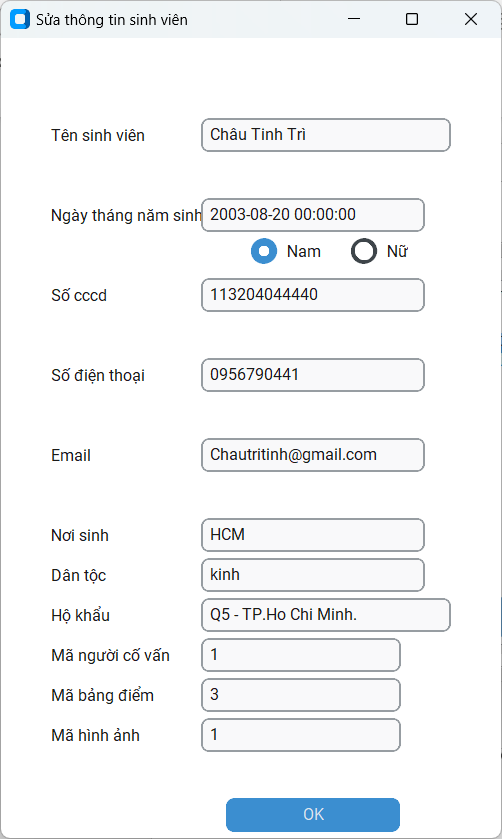 Sửa thông tin sinh viên
Tên sinh viên Châu Tinh Trì
Ngày tháng năm sinh 2003-08-20 00:00:00
Nam Nữ
Số cccd 113204044440
Số điện thoại 0956790441
Email Chautritinh@gmail.com
Nơi sinh HCM
Dân tộc kinh
Hộ khẩu Q5 - TP.Ho Chi Minh.
Mã người cố vấn 1
Mã bảng điểm 3
Mã hình ảnh 1
OK